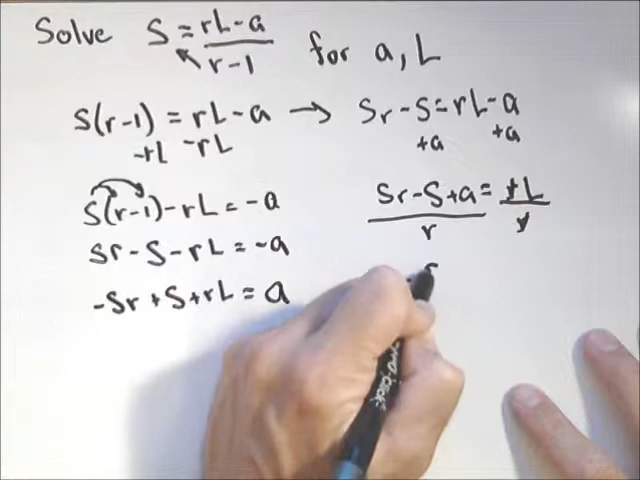 Solve S = rL-a / r-1 for a, L
S(r-1) = rL-a → Sr-S=rL-a
-rL -rL +a +a
S(r-1)-rL=-a
Sr-S+a = rL
r r
Sr-S-rL=-a
-Sr+S+rL=a